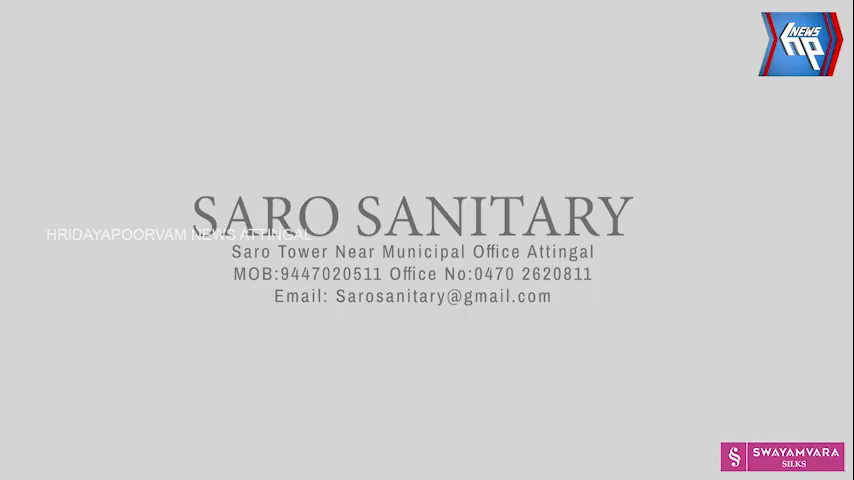 NEWS
np
SARO SANITARY
HRIDAYAPOORVAM NEWS ATTINGAL
Saro Tower Near Municipal Office Attingal
MOB:9447020511 Office No:0470 2620811
Email: Sarosanitary@gmail.com
SWAYAMVARA
SILKS